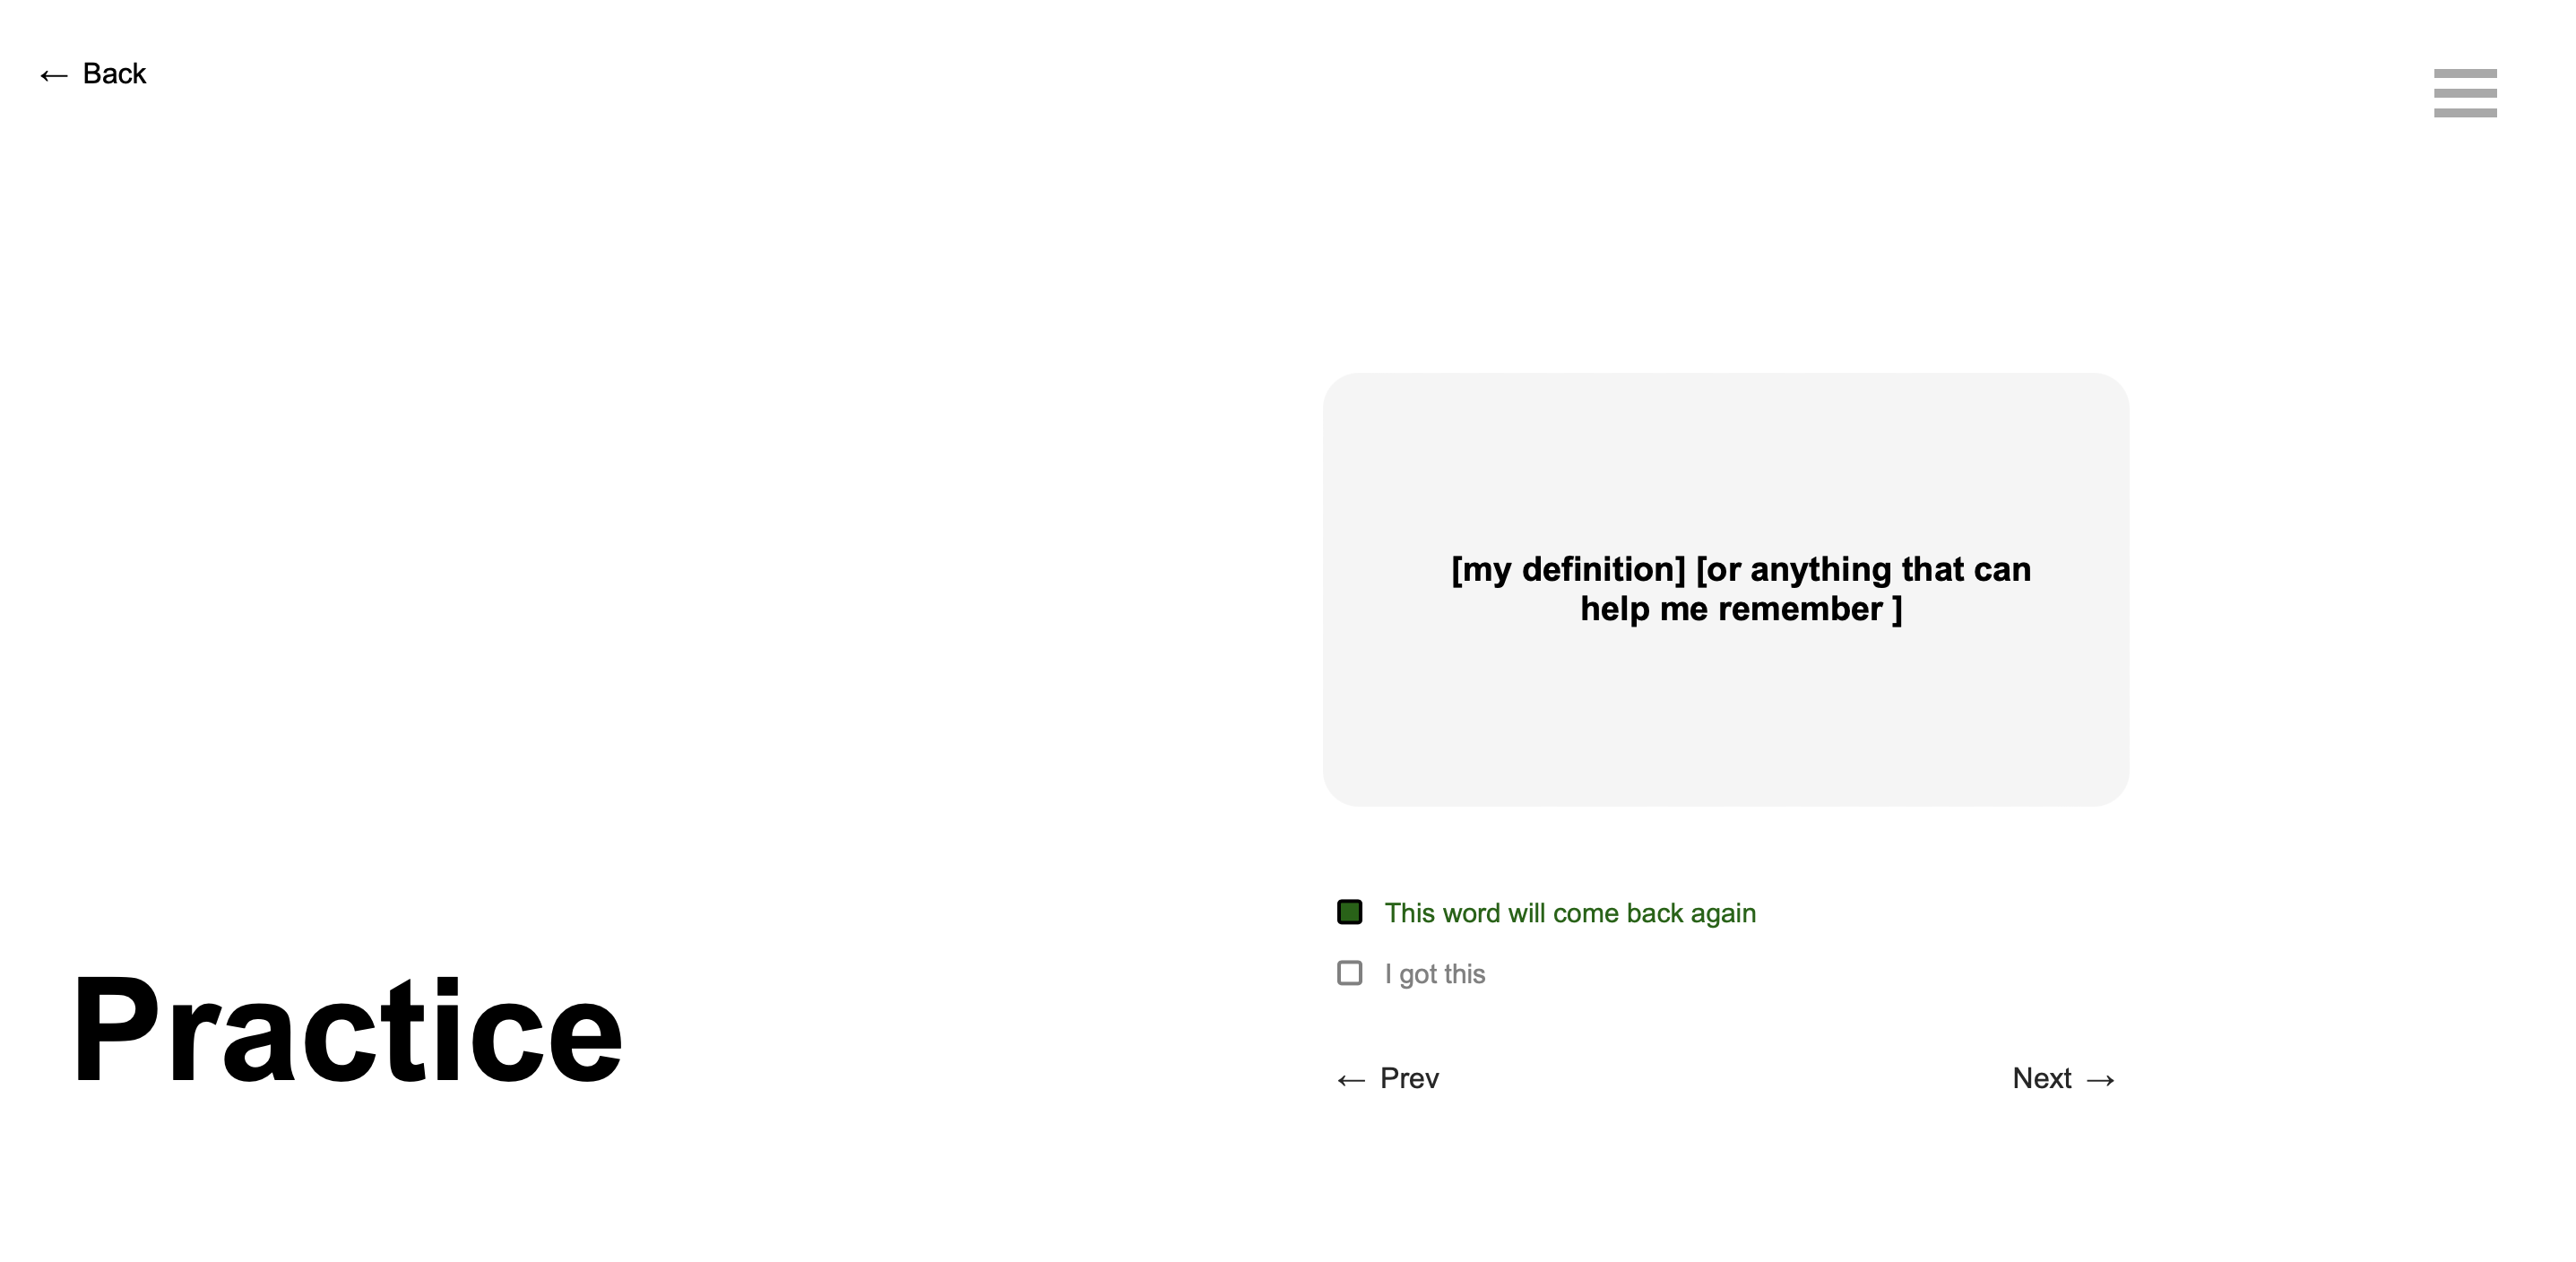 ← Back
[my definition] [or anything that can
help me remember ]
This word will come back again
I got this
Practice
← Prev
Next →